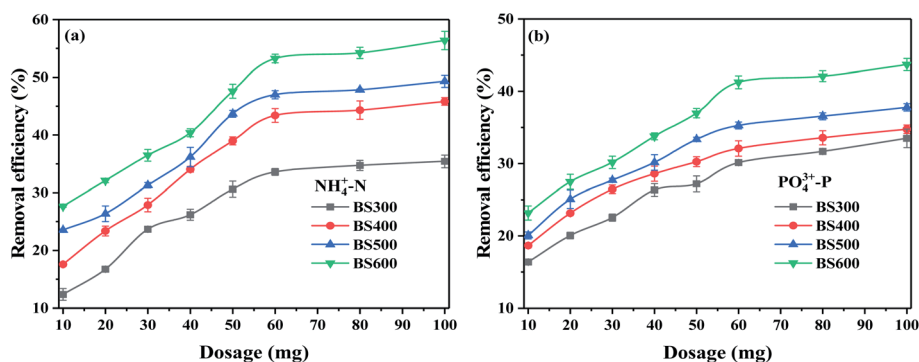 (a)
Removal efficiency (%)
60
50
40
30
20
10
NH₄⁺-N
BS300
BS400
BS500
BS600
10 20 30 40 50 60 70 80 90 100
Dosage (mg)
(b)
Removal efficiency (%)
50
40
30
20
10
PO₄³⁺-P
BS300
BS400
BS500
BS600
10 20 30 40 50 60 70 80 90 100
Dosage (mg)